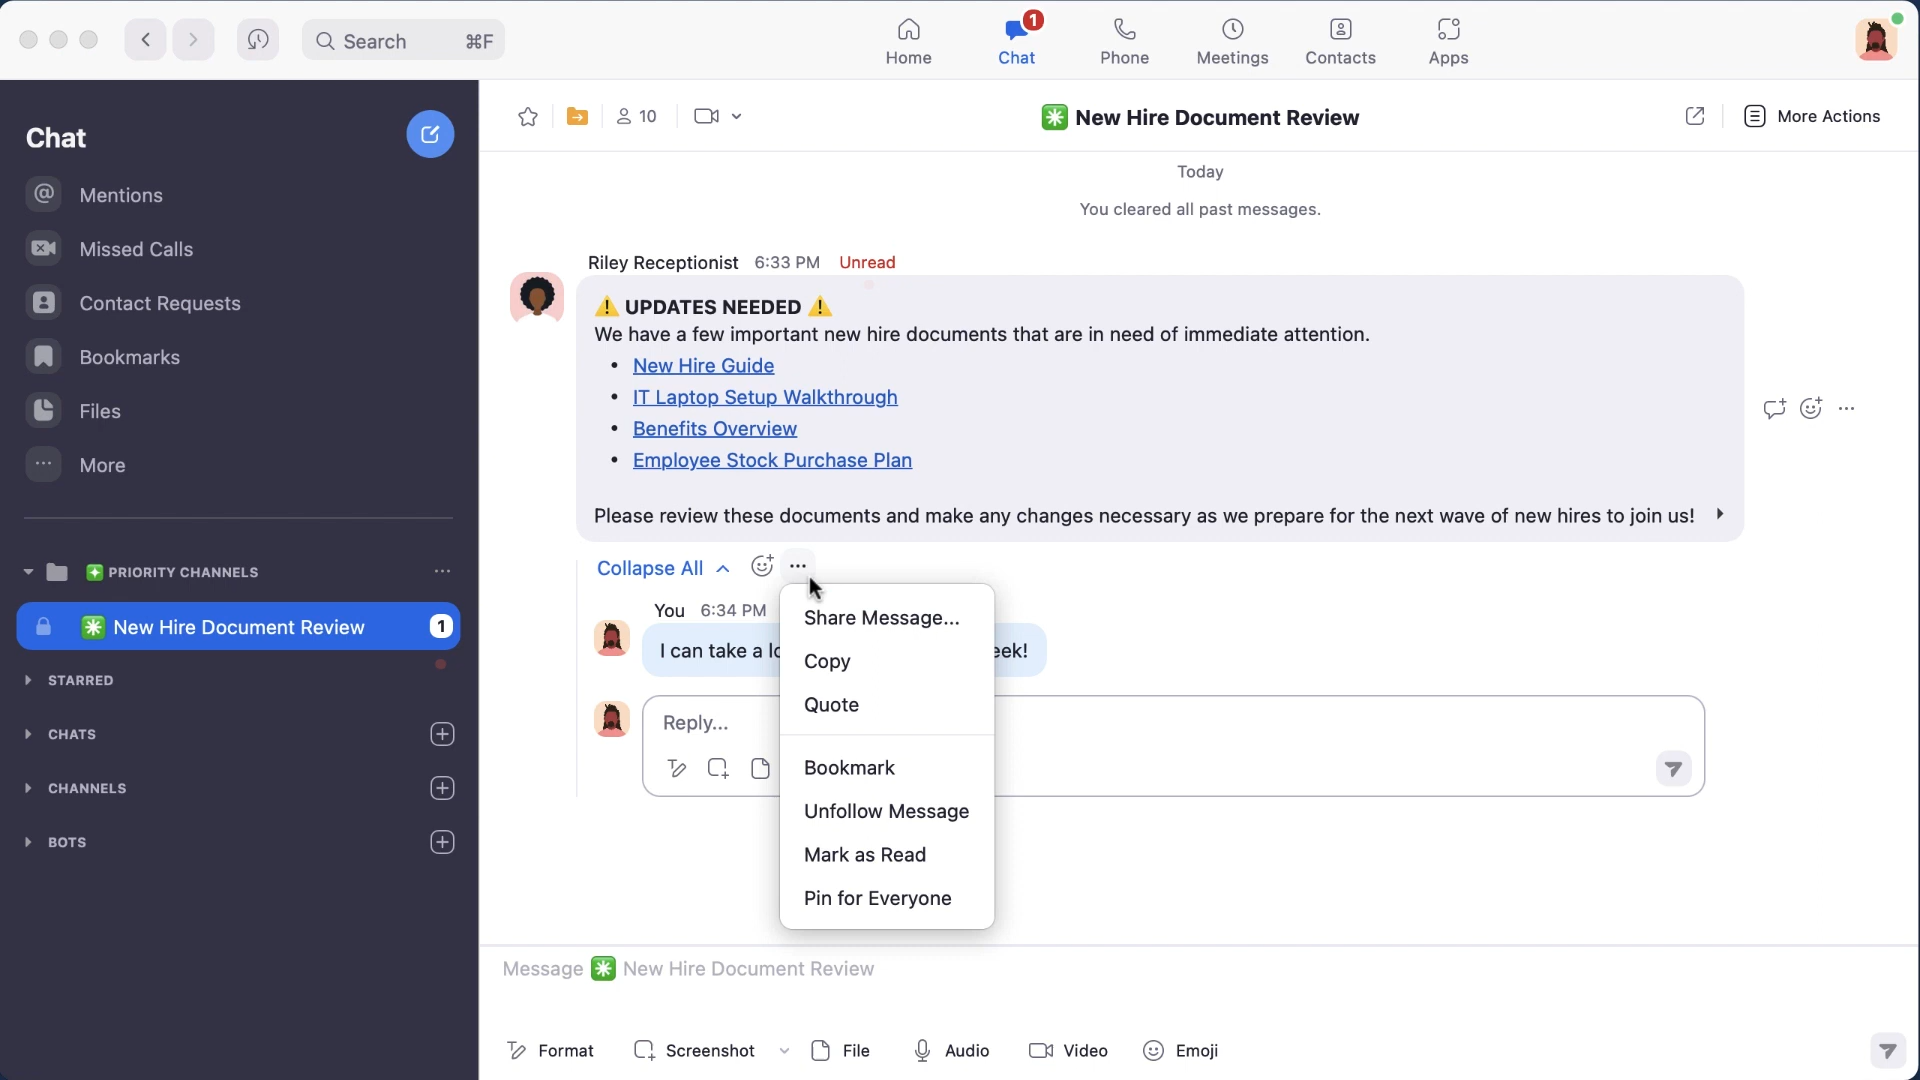 Search ⌘F
Home
Chat
1
Phone
Meetings
Contacts
Apps
Chat
Mentions
Missed Calls
Contact Requests
Bookmarks
Files
More
PRIORITY CHANNELS
New Hire Document Review 1
STARRED
CHATS
CHANNELS
BOTS
10
New Hire Document Review
More Actions
Today
You cleared all past messages.
Riley Receptionist 6:33 PM Unread
⚠️ UPDATES NEEDED ⚠️
We have a few important new hire documents that are in need of immediate attention.
• New Hire Guide
• IT Laptop Setup Walkthrough
• Benefits Overview
• Employee Stock Purchase Plan
Please review these documents and make any changes necessary as we prepare for the next wave of new hires to join us!
Collapse All
You 6:34 PM
I can take a
Reply...
Share Message...
Copy
Quote
Bookmark
Unfollow Message
Mark as Read
Pin for Everyone
Message New Hire Document Review
Format
Screenshot
File
Audio
Video
Emoji